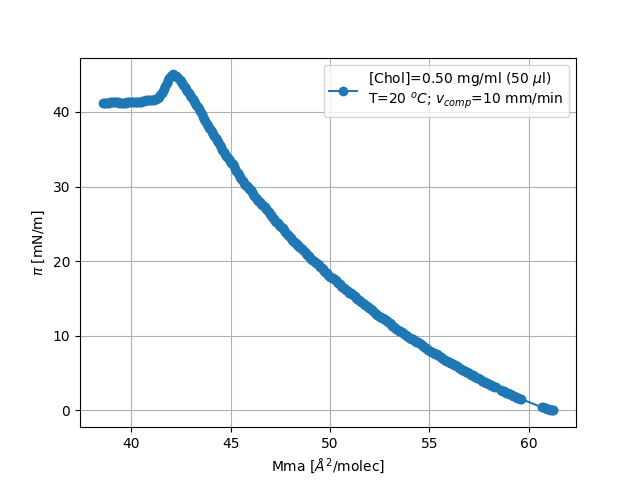 [Chol]=0.50 mg/ml (50 μl)
T=20 °C; v_comp=10 mm/min
40
30
20
10
0
π [mN/m]
40 45 50 55 60
Mma [Å²/molec]